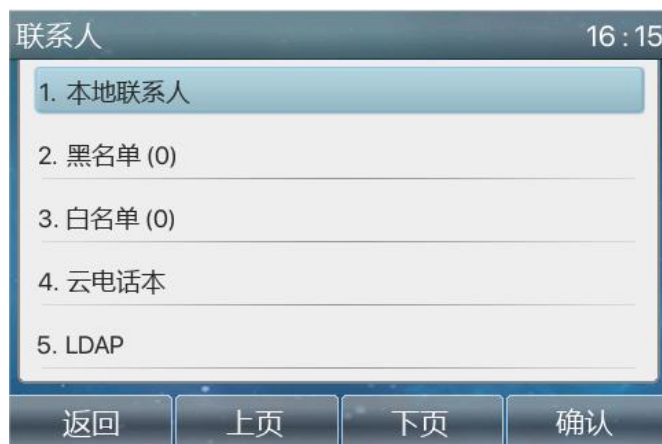 联系人 16:15
1. 本地联系人
2. 黑名单 (0)
3. 白名单 (0)
4. 云电话本
5. LDAP
返回 上页 下页 确认